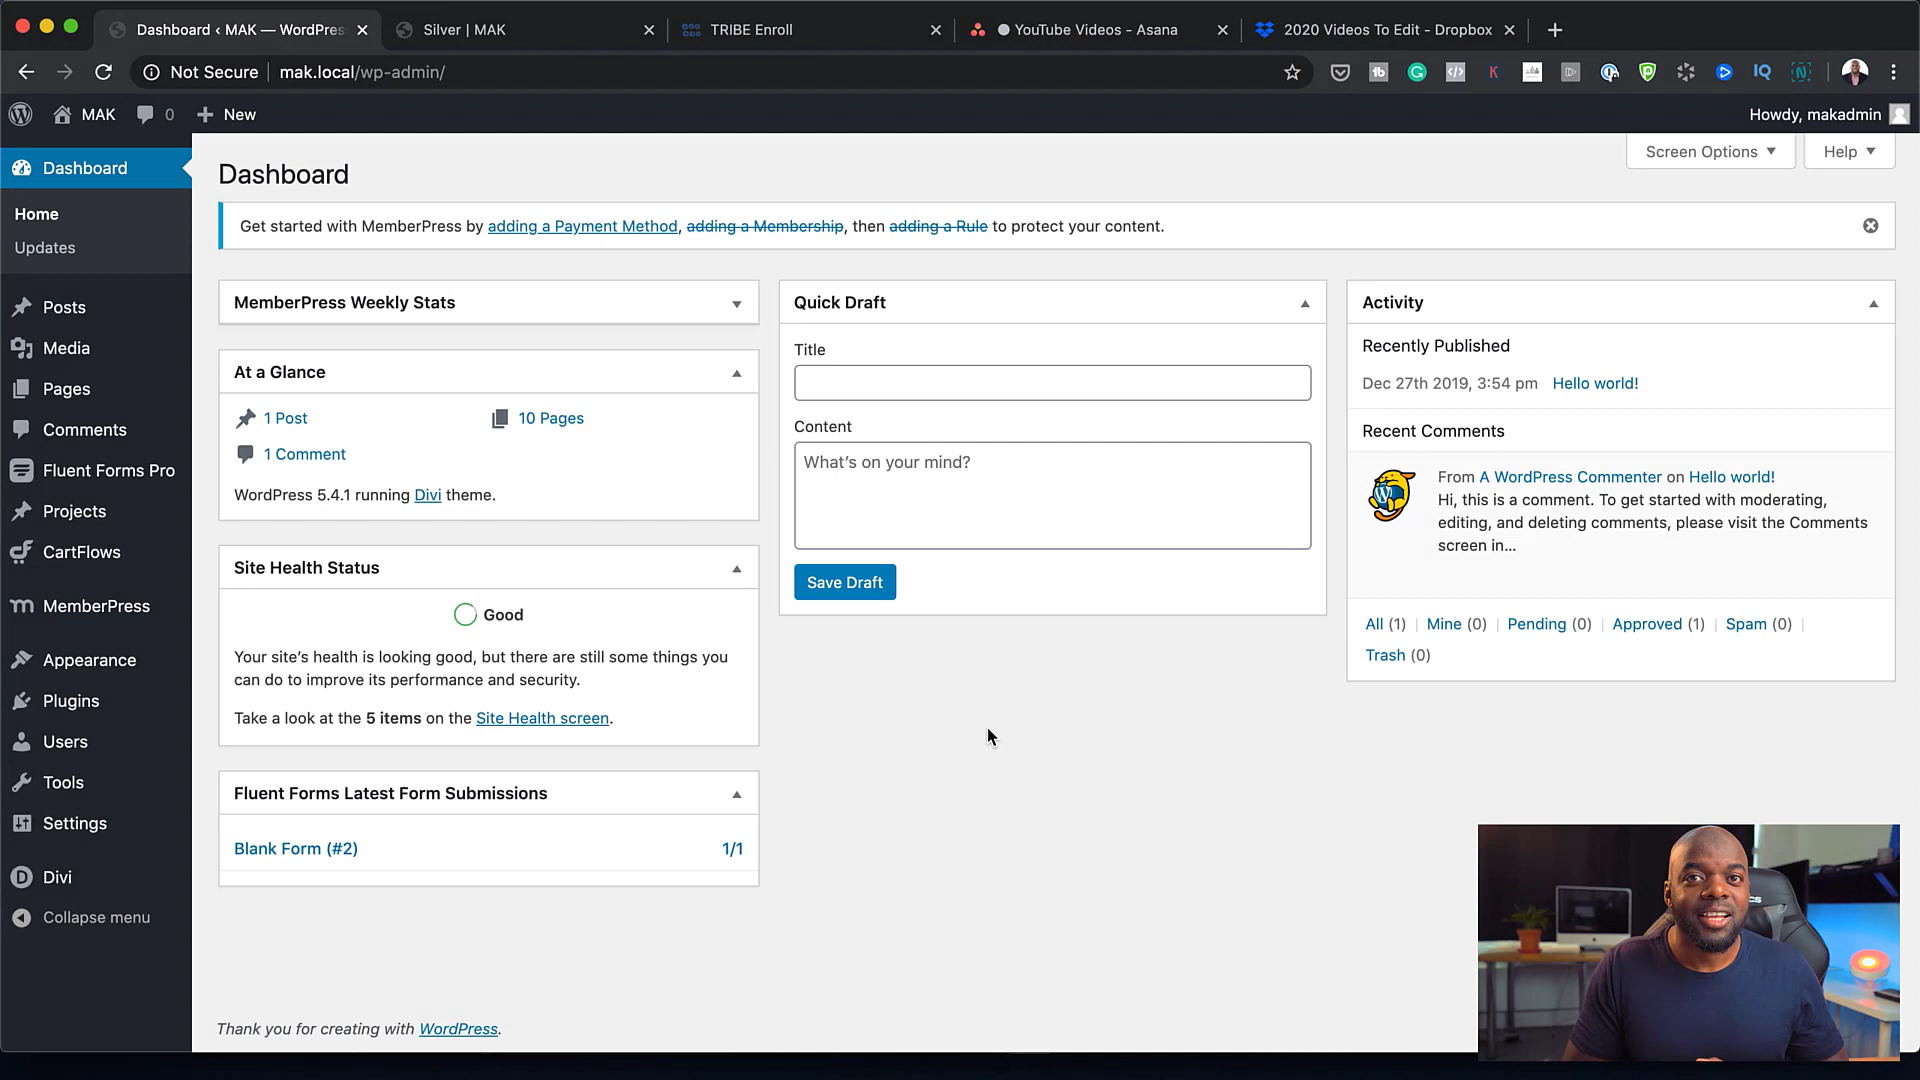 Dashboard ‹ MAK — WordPres
Silver | MAK
TRIBE Enroll
YouTube Videos - Asana
2020 Videos To Edit - Dropbox
Not Secure
mak.local/wp-admin/
MAK
0
New
Howdy, makadmin
Dashboard
Home
Updates
Posts
Media
Pages
Comments
Fluent Forms Pro
Projects
CartFlows
MemberPress
Appearance
Plugins
Users
Tools
Settings
Divi
Collapse menu
Screen Options
Help
Dashboard
Get started with MemberPress by adding a Payment Method, adding a Membership, then adding a Rule to protect your content.
MemberPress Weekly Stats
At a Glance
1 Post
10 Pages
1 Comment
WordPress 5.4.1 running Divi theme.
Site Health Status
Good
Your site's health is looking good, but there are still some things you
can do to improve its performance and security.
Take a look at the 5 items on the Site Health screen.
Fluent Forms Latest Form Submissions
Blank Form (#2)
1/1
Quick Draft
Title
Content
What's on your mind?
Save Draft
Activity
Recently Published
Dec 27th 2019, 3:54 pm
Hello world!
Recent Comments
From A WordPress Commenter on Hello world!
Hi, this is a comment. To get started with moderating,
editing, and deleting comments, please visit the Comments
screen in...
All (1) | Mine (0) | Pending (0) | Approved (1) | Spam (0) |
Trash (0)
Thank you for creating with WordPress.